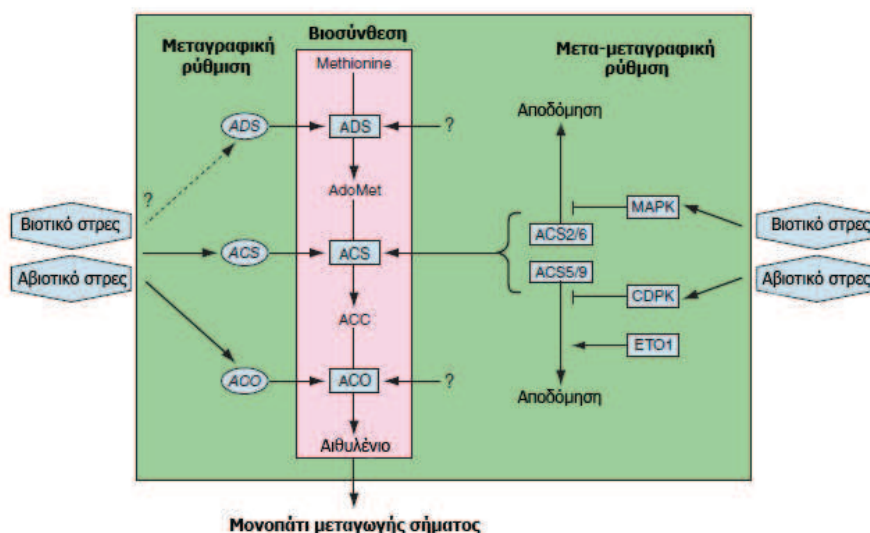 Μεταγραφική
ρύθμιση
Βιοσύνθεση
Μετα-μεταγραφική
ρύθμση
Methionine
Αποδόμηση
ADS
ADS
?
?
AdoMet
MAPK
Βιοτικό στρες
Βιοτικό στρες
ACS2/6
ACS
ACS
ACS5/9
Αβιοτικό στρες
Αβιοτικό στρες
CDPK
ACC
ETO1
ACO
ACO
?
Αποδόμηση
Αιθυλένιο
Μονοπάτι μεταγωγής σήματος